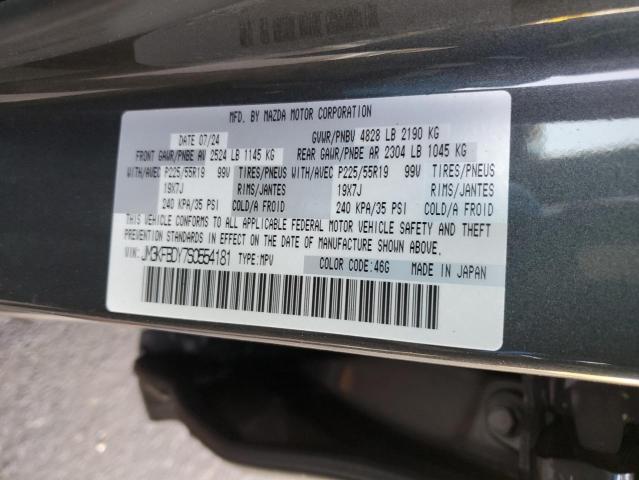 MFD. BY MAZDA MOTOR CORPORATION
DATE 07/24 GVWR/PNBV 4828 LB 2190 KG
FRONT GAWR/PNBE AV 2524 LB 1145 KG REAR GAWR/PNBE AR 2304 LB 1045 KG
WITH/AVEC P225/55R19 99V TIRES/PNEUS WITH/AVEC P225/55R19 99V TIRES/PNEUS
19X7J RIMS/JANTES 19X7J RIMS/JANTES
240 KPA/35 PSI COLD/A FROID 240 KPA/35 PSI COLD/A FROID
THIS VEHICLE CONFORMS TO ALL APPLICABLE FEDERAL MOTOR VEHICLE SAFETY AND THEFT
PREVENTION STANDARDS IN EFFECT ON THE DATE OF MANUFACTURE SHOWN ABOVE.
VIN: JM3KFBDY7S0554181 TYPE:MPV COLOR CODE:46G MADE IN JAPAN